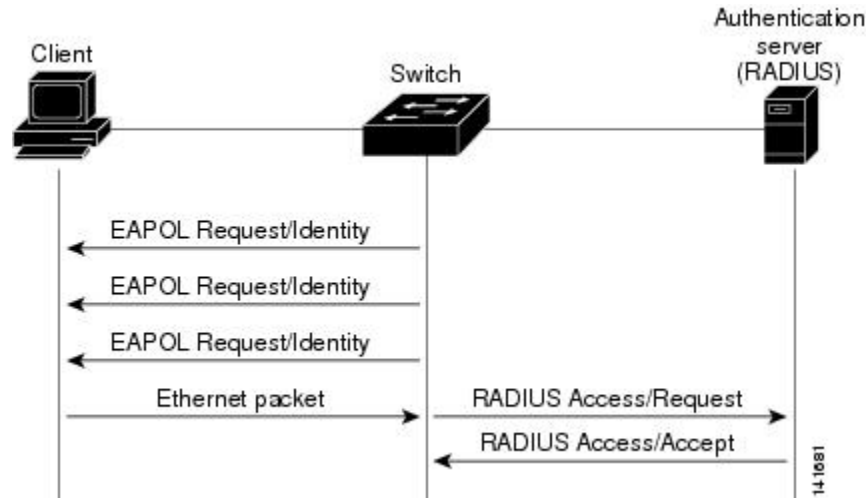 Client
Switch
Authentication
server
(RADIUS)
EAPOL Request/Identity
EAPOL Request/Identity
EAPOL Request/Identity
Ethernet packet
RADIUS Access/Request
RADIUS Access/Accept
141681